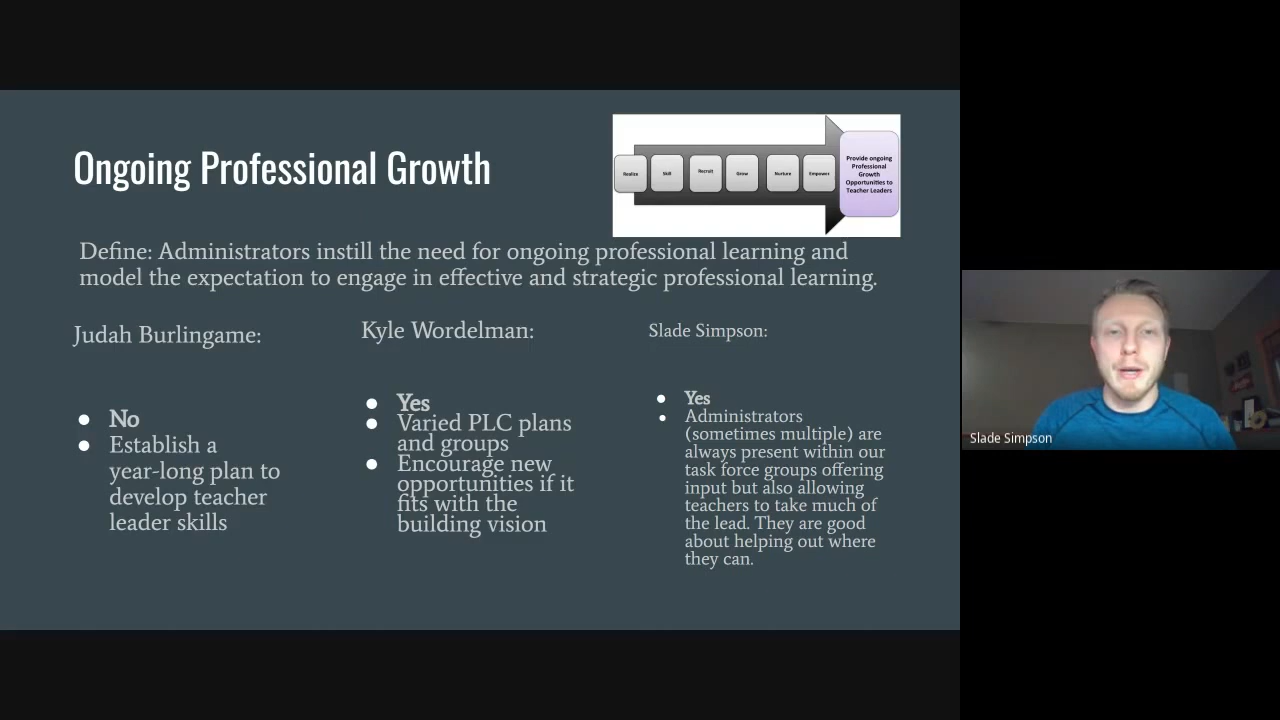 Ongoing Professional Growth
Realize
Skill
Recruit
Grow
Nurture
Empower
Provide ongoing
Professional
Growth
Opportunities to
Teacher Leaders
Define: Administrators instill the need for ongoing professional learning and
model the expectation to engage in effective and strategic professional learning.
Judah Burlingame:
● No
● Establish a
year-long plan to
develop teacher
leader skills
Kyle Wordelman:
● Yes
● Varied PLC plans
and groups
● Encourage new
opportunities if it
fits with the
building vision
Slade Simpson:
● Yes
● Administrators
(sometimes multiple) are
always present within our
task force groups offering
input but also allowing
teachers to take much of
the lead. They are good
about helping out where
they can.
Slade Simpson